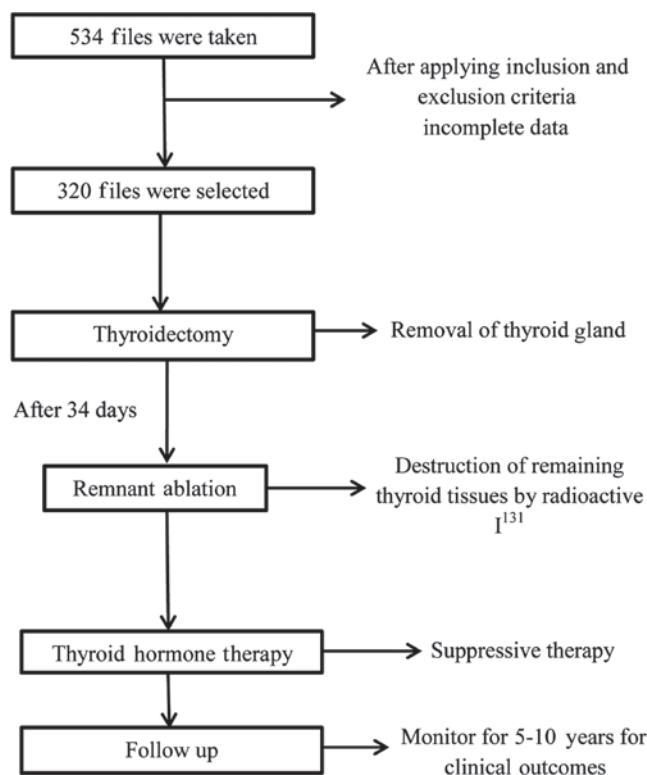 534 files were taken
After applying inclusion and
exclusion criteria
incomplete data
320 files were selected
Thyroidectomy
Removal of thyroid gland
After 34 days
Remnant ablation
Destruction of remaining
thyroid tissues by radioactive
I¹³¹
Thyroid hormone therapy
Suppressive therapy
Follow up
Monitor for 5-10 years for
clinical outcomes